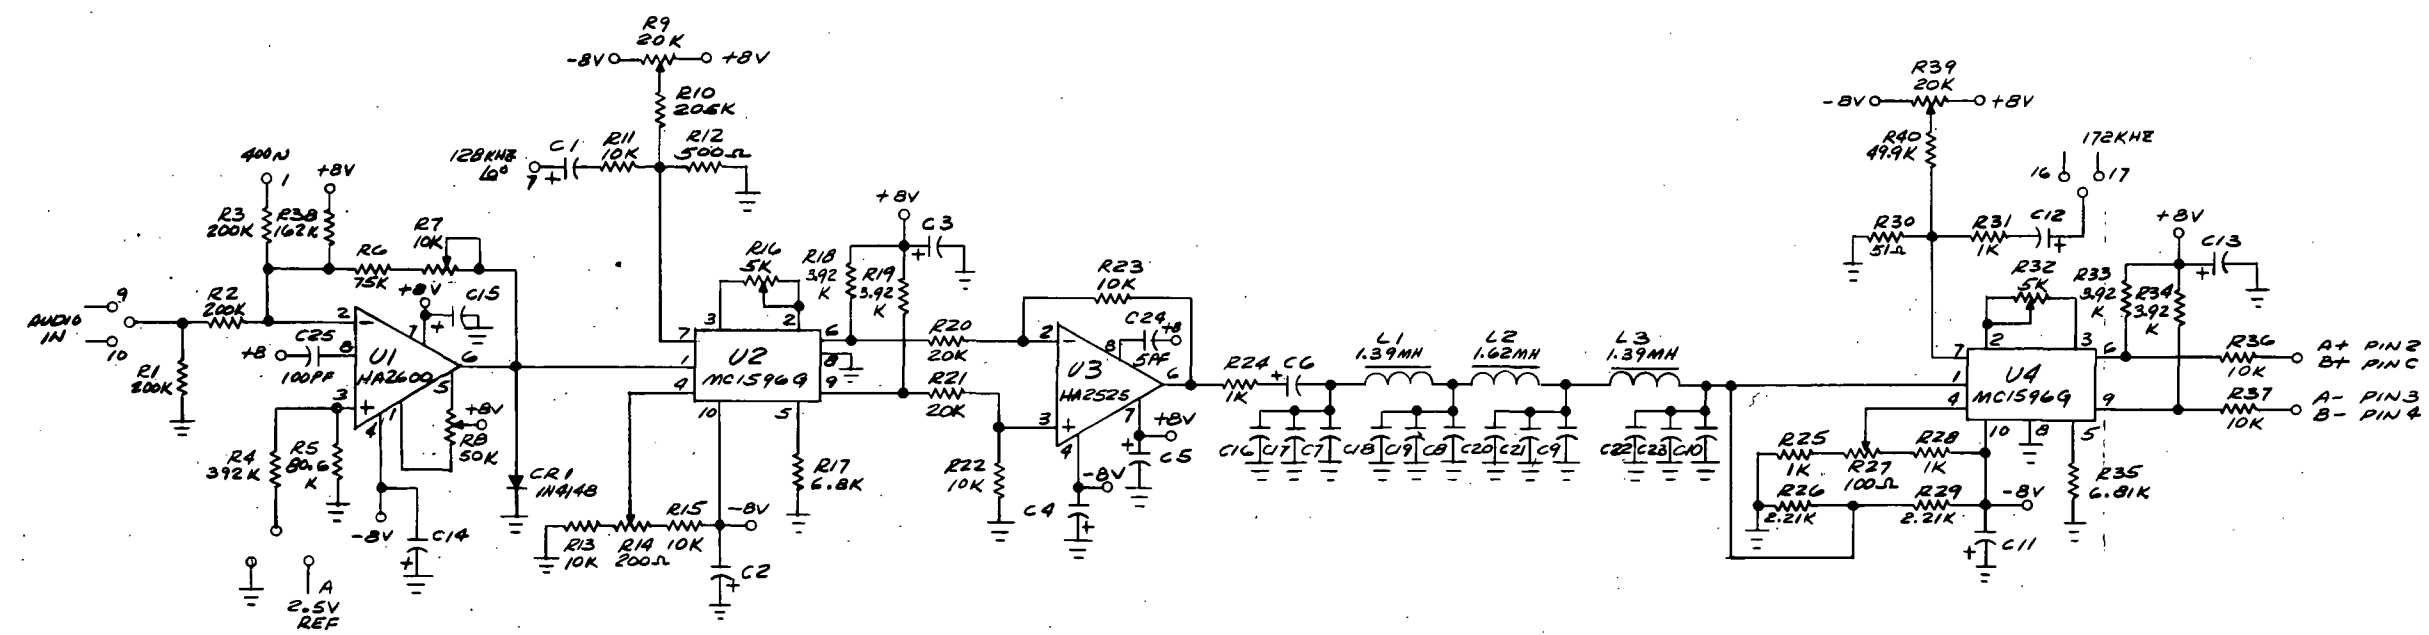 R9
20K
-8V
+8V
R10
205K
128KHZ
∠0°
7
C1
+
R11
10K
R12
500Ω
400~
1
+8V
R3
200K
R38
162K
R7
10K
R6
75K
+8V
C15
+
9
AUDIO
IN
10
R2
200K
R1
200K
2
-
7
C25
+8
8
100PF
U1
HA2600
6
5
3
+
1
4
+8V
R8
50K
R4
392K
R5
80.6
K
-8V
C14
+
A
2.5V
REF
CR1
1N4148
R16
5K
3
2
7
1
4
10
5
6
8
9
U2
MC1596G
R13
10K
R14
200Ω
R15
10K
-8V
C2
+
R17
6.8K
+8V
C3
+
R18
3.92
K
R19
3.92
K
R20
20K
R21
20K
R22
10K
R23
10K
2
-
C24
+8
8
5PF
U3
HA2525
6
3
+
7
4
+8V
+
C5
-8V
C4
+
R24
1K
C6
+
L1
1.39MH
L2
1.62MH
L3
1.39MH
C16
C17
C7
C18
C19
C8
C20
C21
C9
C22
C23
C10
R39
20K
-8V
+8V
R40
49.9K
172KHZ
16
17
R30
51Ω
R31
1K
C12
+
+8V
C13
+
R32
5K
R33
3.92
K
R34
3.92
K
2
3
7
1
4
10
8
5
6
9
U4
MC1596G
R36
10K
A+ PIN 2
B+ PIN C
R37
10K
A- PIN 3
B- PIN 4
R25
1K
R27
100Ω
R28
1K
R26
2.21K
R29
2.21K
-8V
R35
6.81K
C11
+